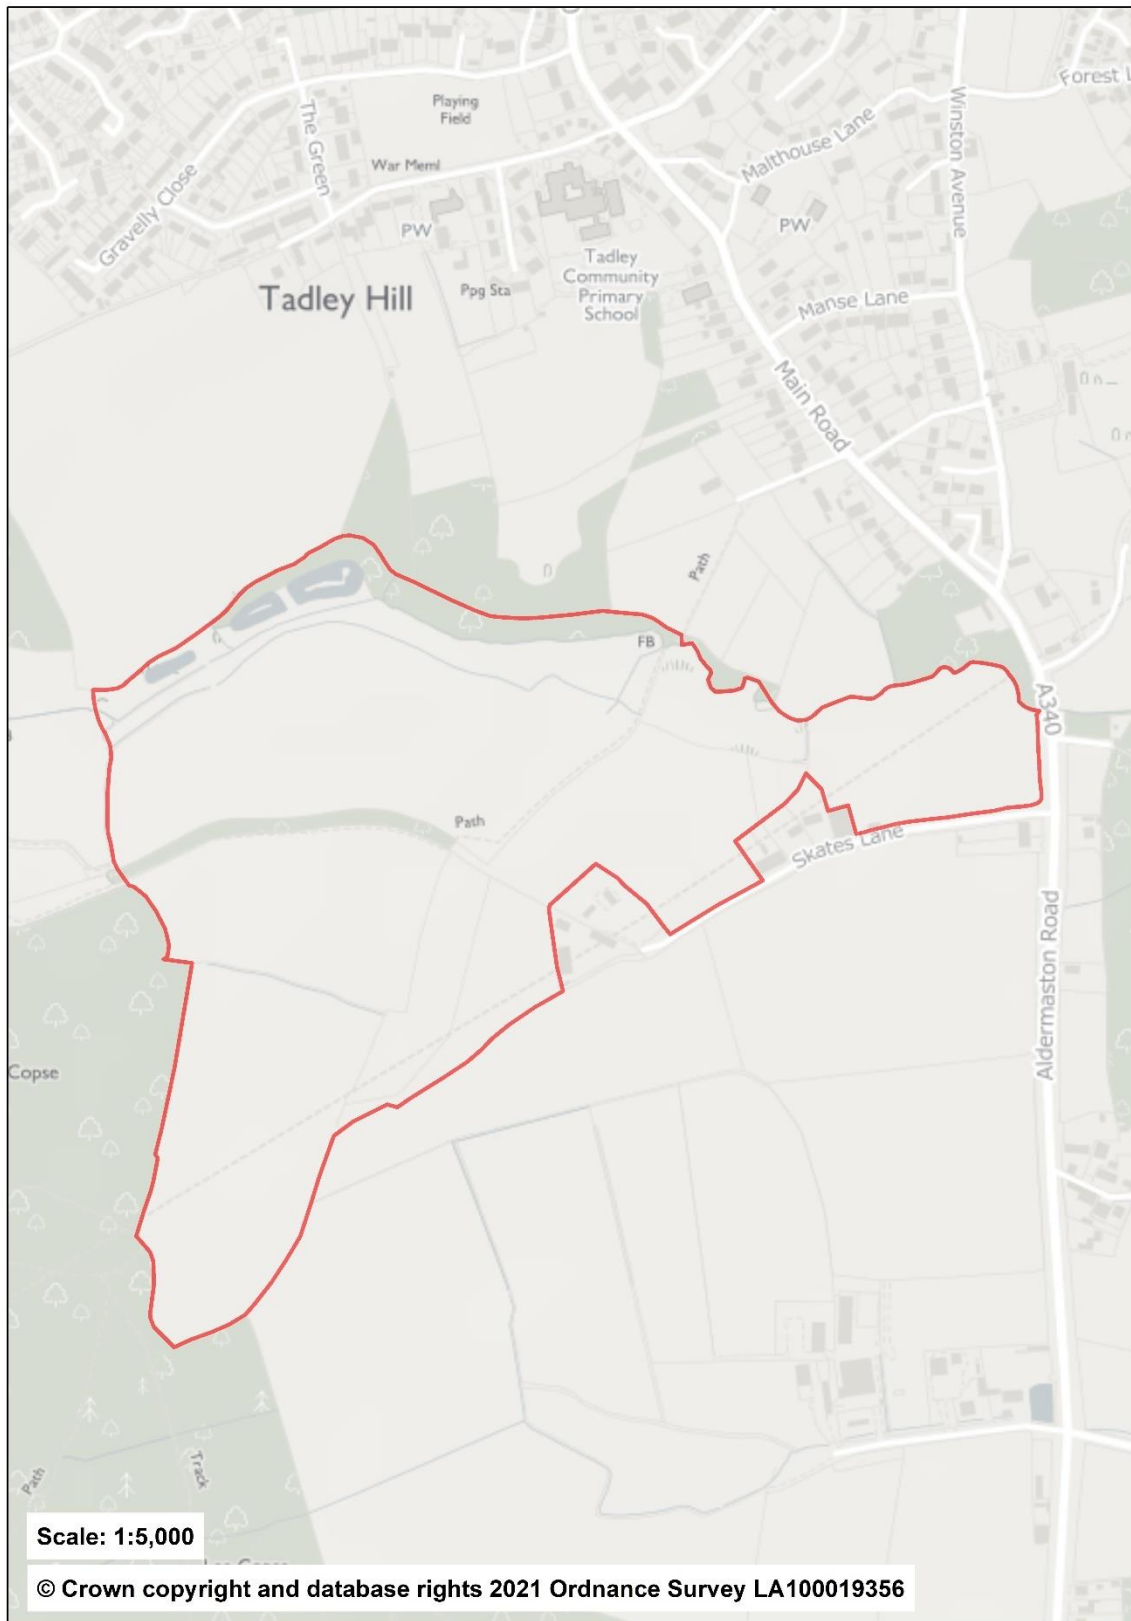 Playing
Field
The Green
War Meml
Gravelly Close
PW
Tadley Hill
Ppg Sta
Tadley
Community
Primary
School
Malthouse Lane
PW
Manse Lane
Winston Avenue
Forest
Main Road
Path
FB
A340
Path
Skates Lane
Aldermaston Road
Copse
Path
Track
Scale: 1:5,000
© Crown copyright and database rights 2021 Ordnance Survey LA100019356